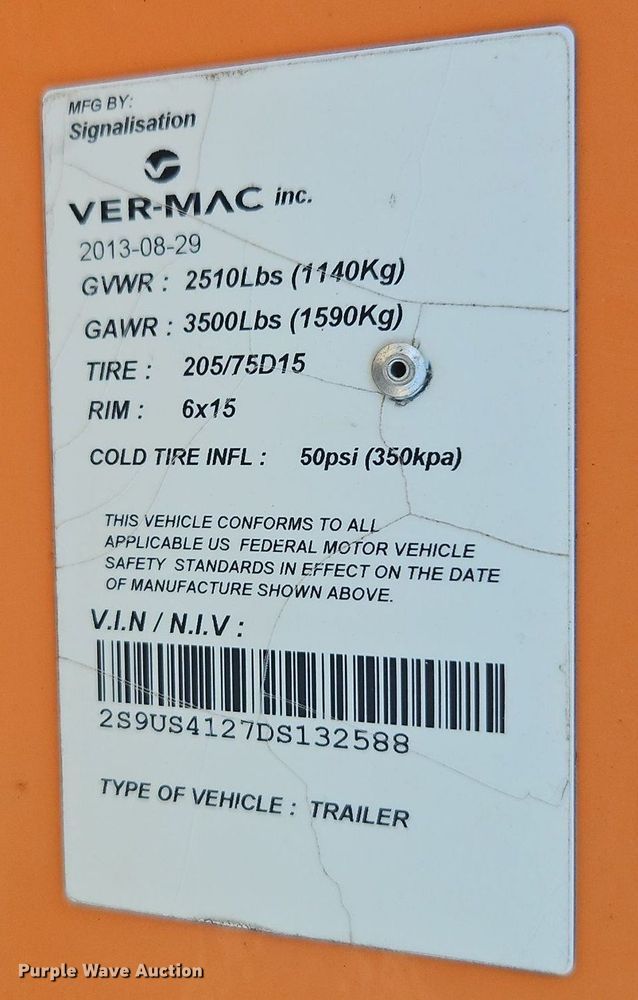 MFG BY:
Signalisation
VER-MAC inc.
2013-08-29
GVWR : 2510Lbs (1140Kg)
GAWR : 3500Lbs (1590Kg)
TIRE : 205/75D15
RIM : 6x15
COLD TIRE INFL : 50psi (350kpa)
THIS VEHICLE CONFORMS TO ALL
APPLICABLE US FEDERAL MOTOR VEHICLE
SAFETY STANDARDS IN EFFECT ON THE DATE
OF MANUFACTURE SHOWN ABOVE.
V.I.N / N.I.V :
2S9US4127DS132588
TYPE OF VEHICLE : TRAILER
Purple Wave Auction